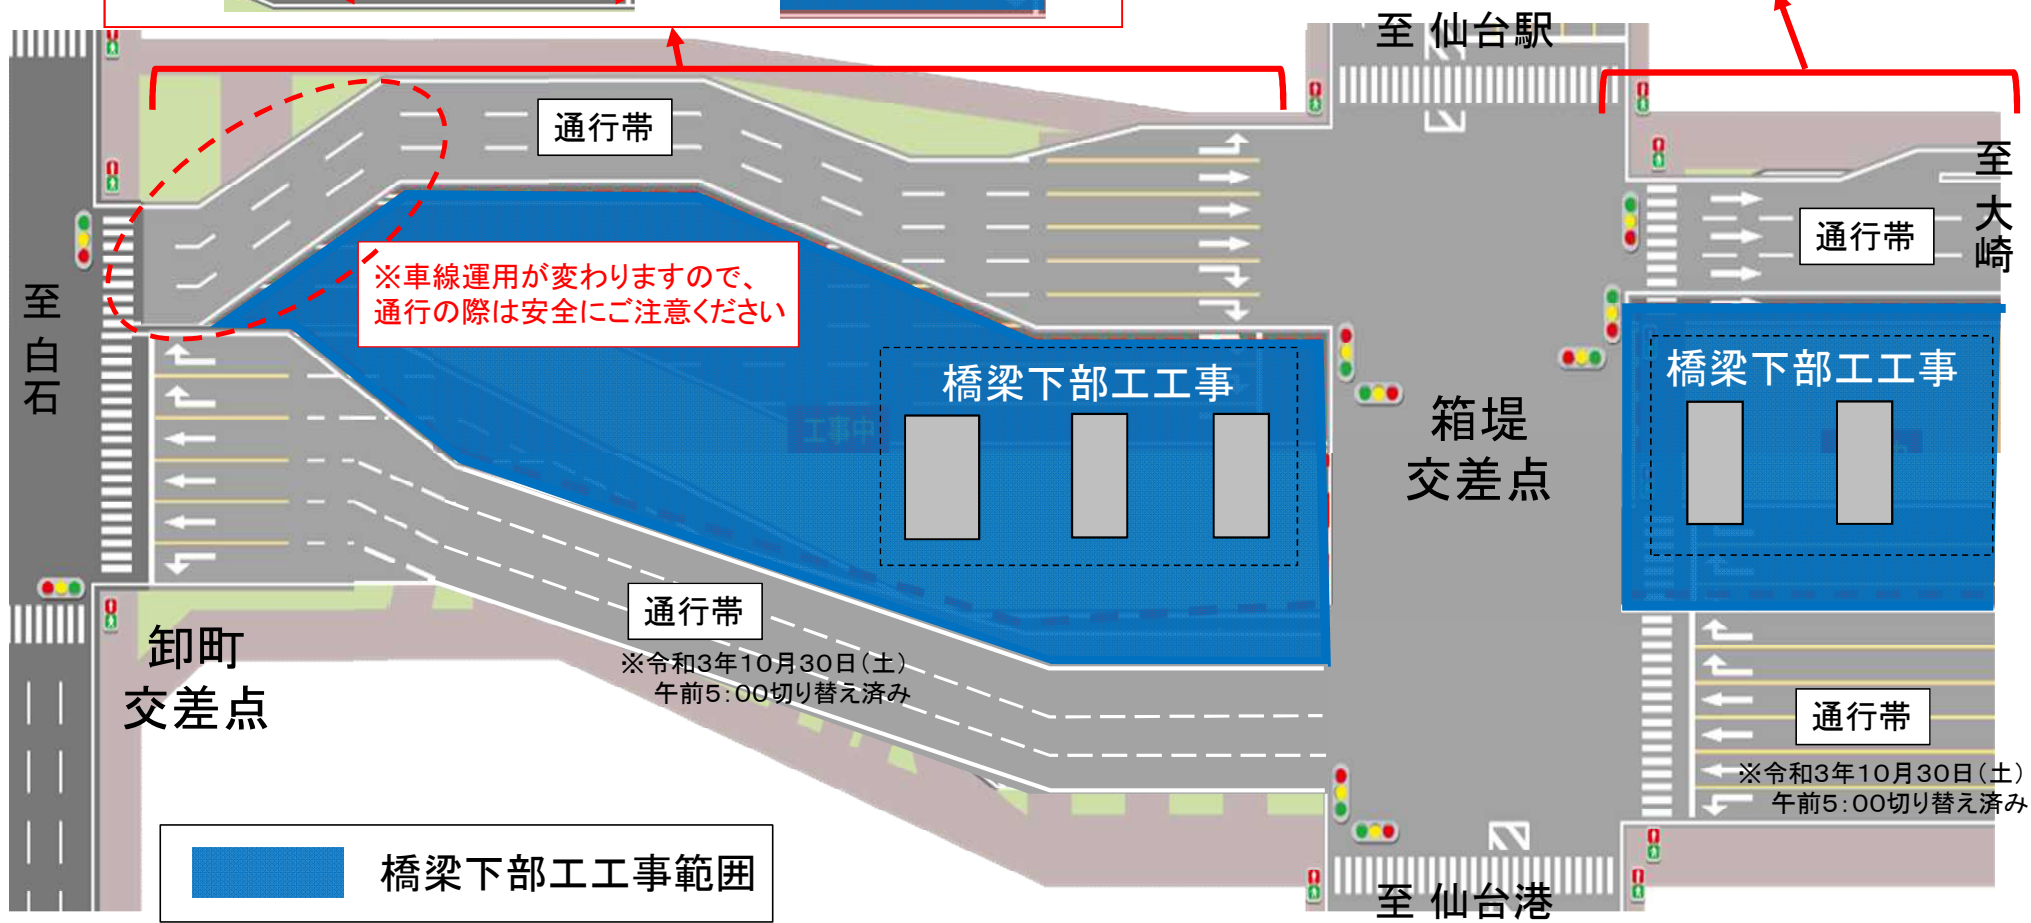 至 仙台駅
通行帯
至 大崎
通行帯
※車線運用が変わりますので、
通行の際は安全にご注意ください
至 白石
橋梁下部工工事
橋梁下部工工事
工事中
箱堤
交差点
通行帯
※令和3年10月30日(土)
午前5:00切り替え済み
卸町
交差点
通行帯
※令和3年10月30日(土)
午前5:00切り替え済み
橋梁下部工工事範囲
至 仙台港